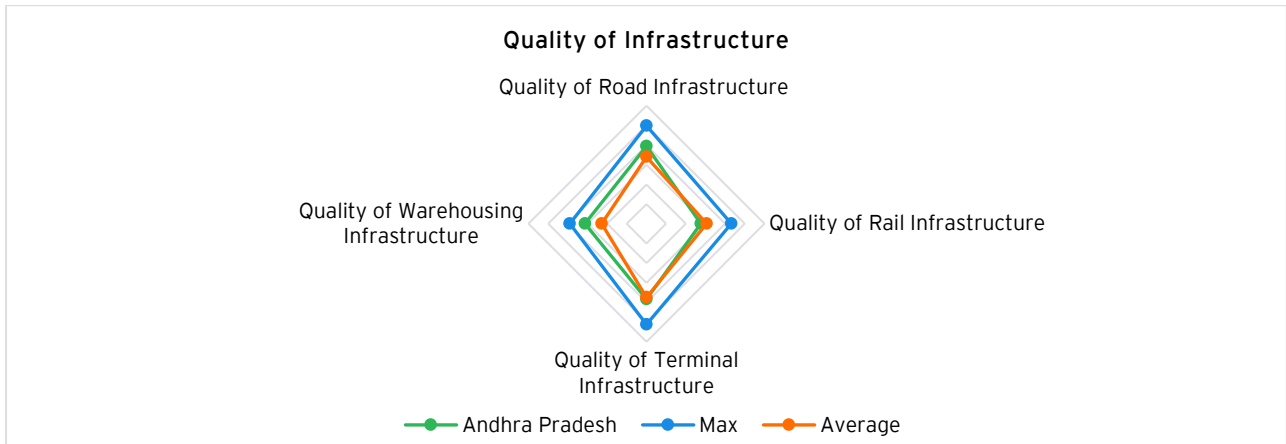 Quality of Infrastructure
Quality of Road Infrastructure
Quality of Warehousing
Infrastructure
Quality of Rail Infrastructure
Quality of Terminal
Infrastructure
Andhra Pradesh
Max
Average